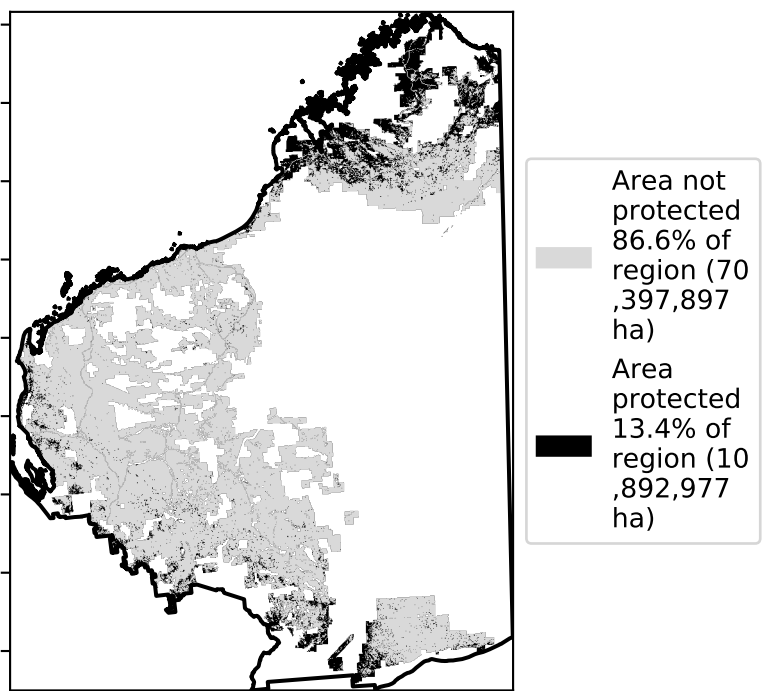 Area not
protected
86.6% of
region (70
,397,897
ha)
Area
protected
13.4% of
region (10
,892,977
ha)